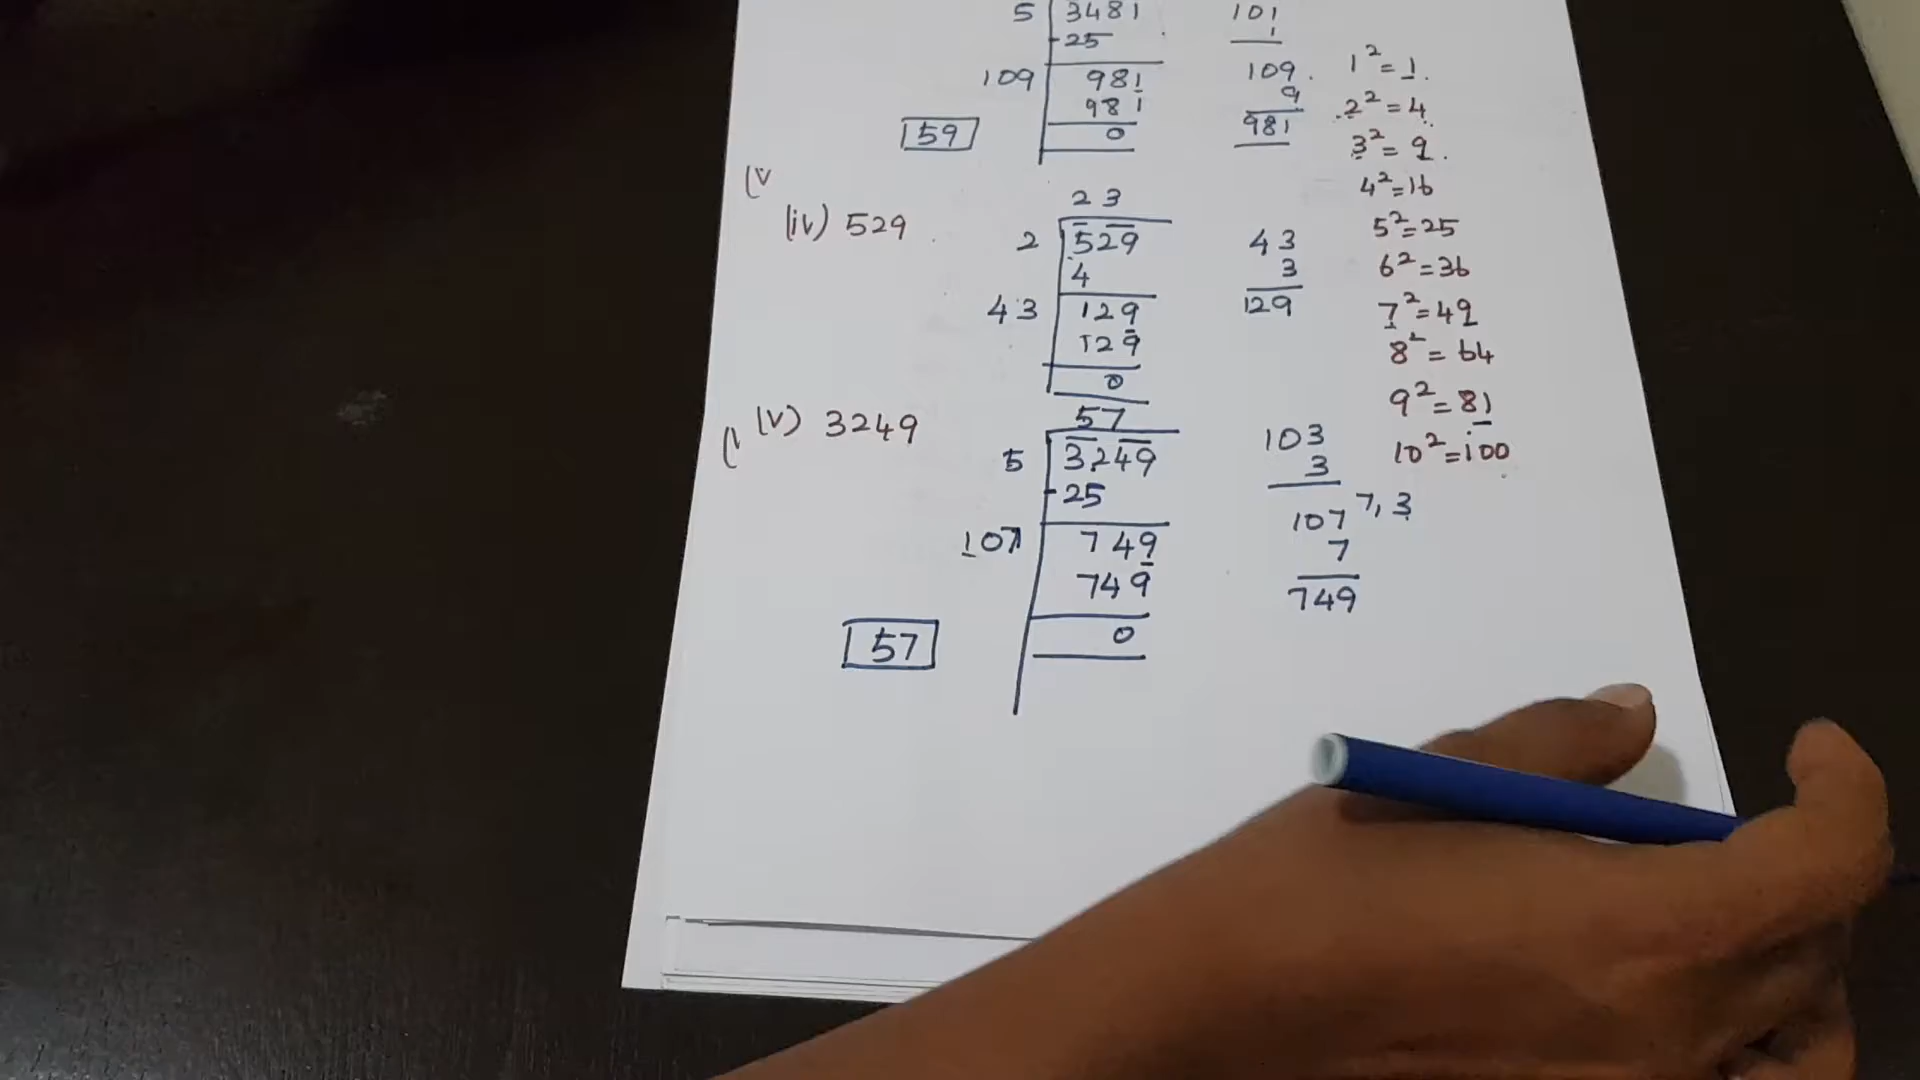 5 3481 101
-25 1
109 981 109
981 9
59 0 981
1² = 1
2² = 4
3² = 9
4² = 16
5² = 25
6² = 36
7² = 49
8² = 64
9² = 81
10² = 100
(v
(iv) 529
23
2 529 43
4 3
43 129 129
129
0
(v) 3249
57
5 3249 103
-25 3
107 749 107 7, 3
749 7
0 749
57